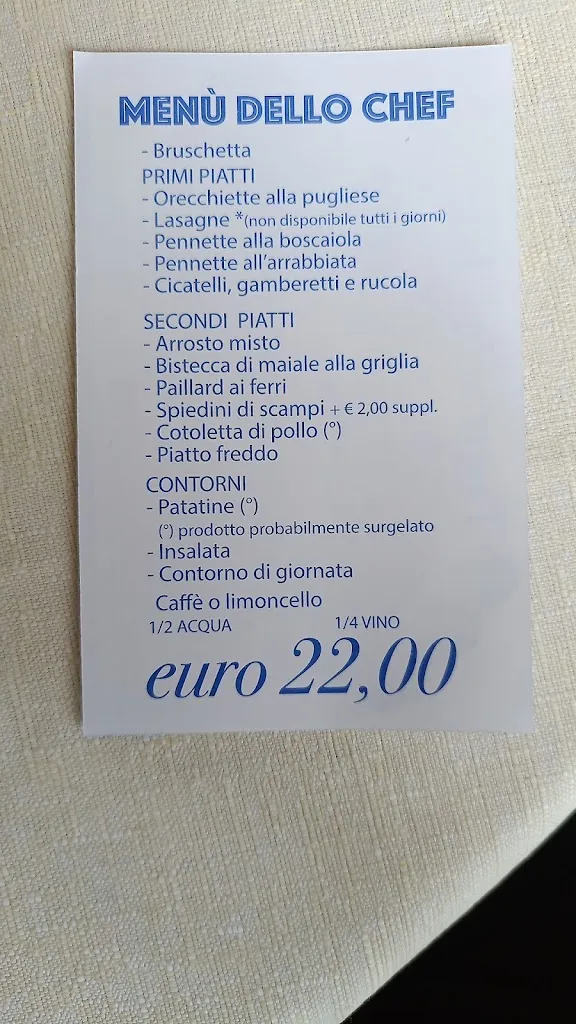 MENÙ DELLO CHEF
- Bruschetta
PRIMI PIATTI
- Orecchiette alla pugliese
- Lasagne *(non disponibile tutti i giorni)
- Pennette alla boscaiola
- Pennette all'arrabbiata
- Cicatelli, gamberetti e rucola
SECONDI PIATTI
- Arrosto misto
- Bistecca di maiale alla griglia
- Paillard ai ferri
- Spiedini di scampi + € 2,00 suppl.
- Cotoletta di pollo (°)
- Piatto freddo
CONTORNI
- Patatine (°)
(°) prodotto probabilmente surgelato
- Insalata
- Contorno di giornata
Caffè o limoncello
1/2 ACQUA 1/4 VINO
euro 22,00